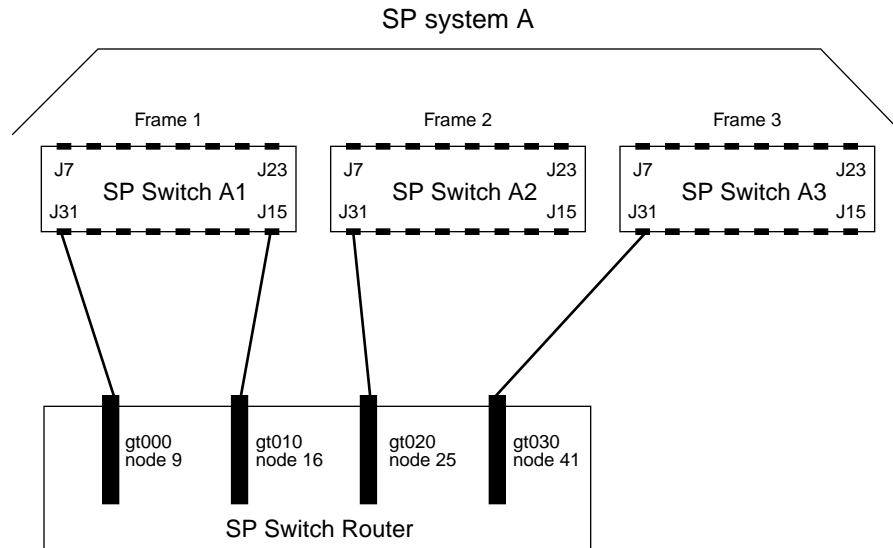 SP system A
Frame 1
Frame 2
Frame 3
J7
J23
J7
J23
J7
J23
SP Switch A1
SP Switch A2
SP Switch A3
J31
J15
J31
J15
J31
J15
gt000
node 9
gt010
node 16
gt020
node 25
gt030
node 41
SP Switch Router